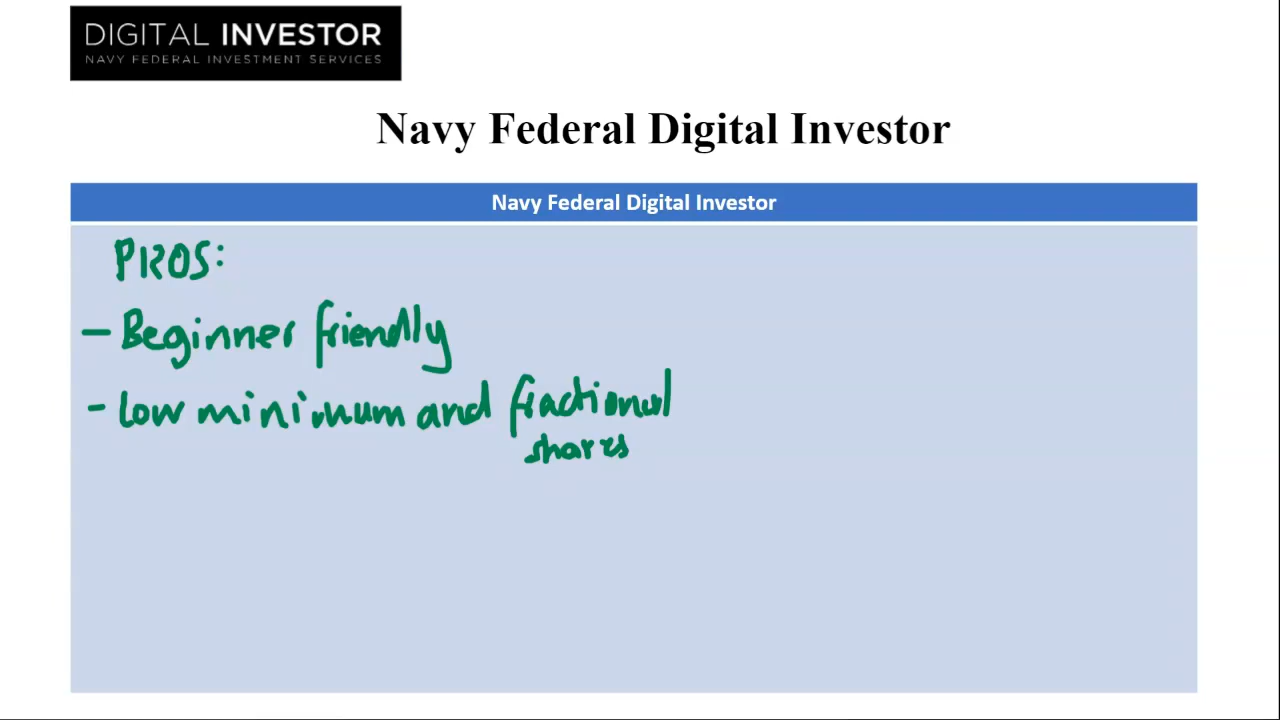 DIGITAL INVESTOR
NAVY FEDERAL INVESTMENT SERVICES
Navy Federal Digital Investor
Navy Federal Digital Investor
PROS:
- Beginner friendly
- Low minimum and fractional
shares